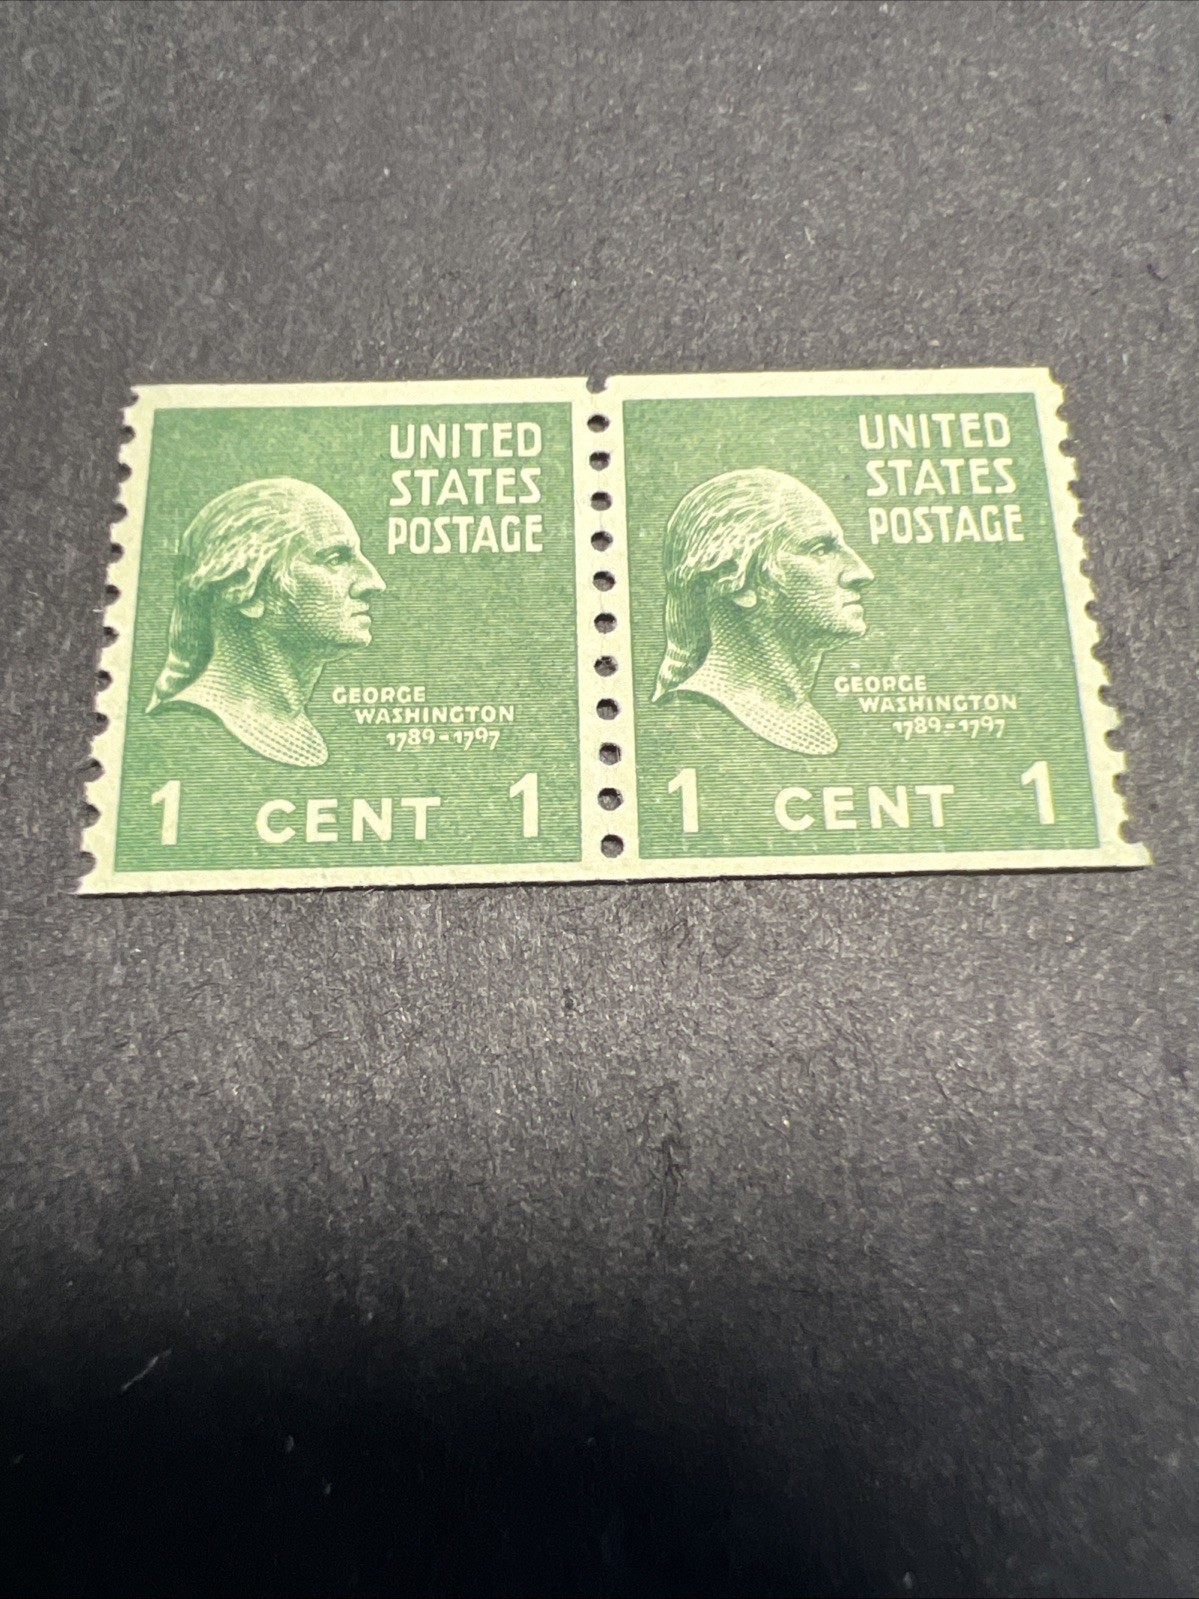 UNITED
STATES
POSTAGE
GEORGE
WASHINGTON
1789-1797
1 CENT 1
UNITED
STATES
POSTAGE
GEORGE
WASHINGTON
1789-1797
1 CENT 1